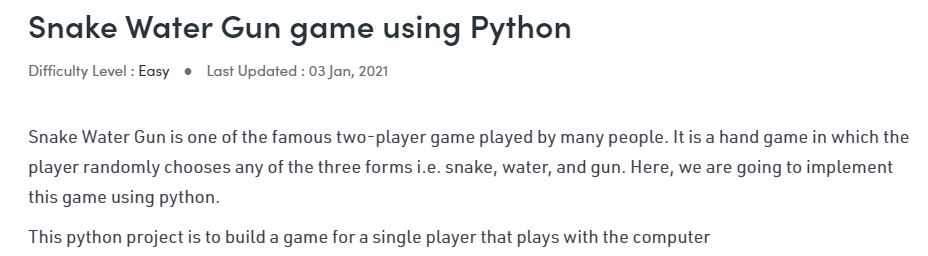 Snake Water Gun game using Python
Difficulty Level : Easy ● Last Updated : 03 Jan, 2021
Snake Water Gun is one of the famous two-player game played by many people. It is a hand game in which the
player randomly chooses any of the three forms i.e. snake, water, and gun. Here, we are going to implement
this game using python.
This python project is to build a game for a single player that plays with the computer